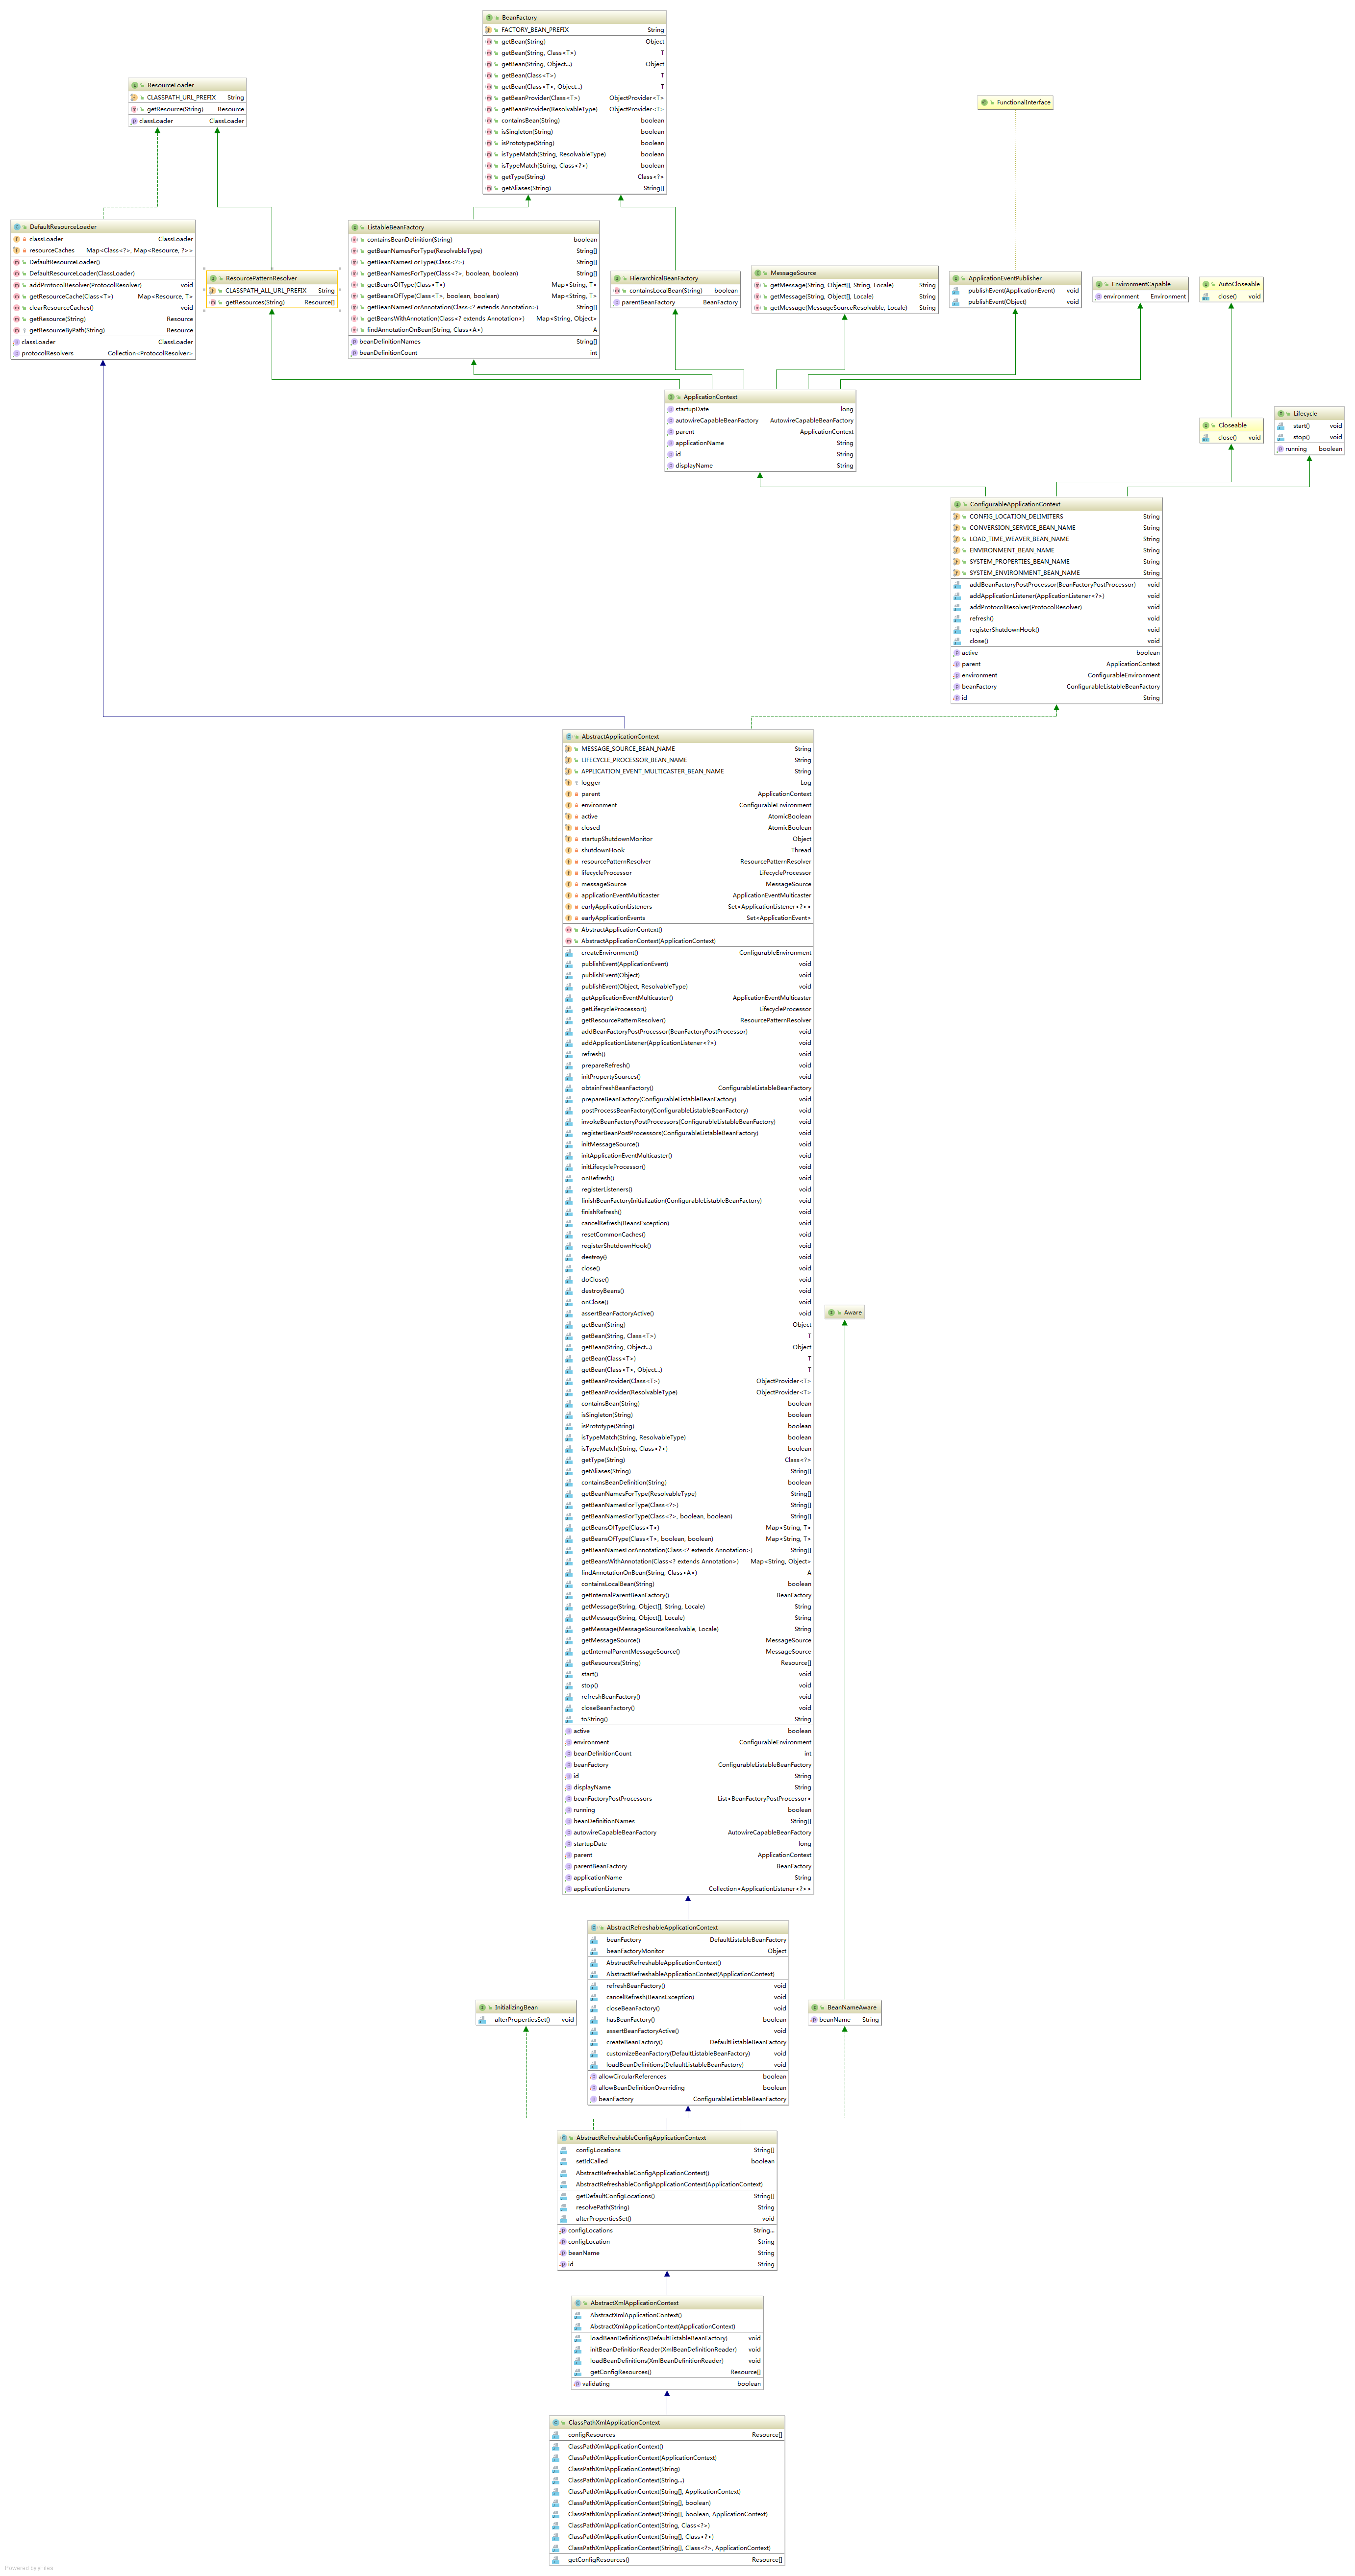 BeanFactory
FACTORY_BEAN_PREFIX String
getBean(String) Object
getBean(String, Class<T>) T
getBean(String, Object...) Object
getBean(Class<T>) T
getBean(Class<T>, Object...) T
getBeanProvider(Class<T>) ObjectProvider<T>
getBeanProvider(ResolvableType) ObjectProvider<T>
containsBean(String) boolean
isSingleton(String) boolean
isPrototype(String) boolean
isTypeMatch(String, ResolvableType) boolean
isTypeMatch(String, Class<?>) boolean
getType(String) Class<?>
getAliases(String) String[]
ResourceLoader
CLASSPATH_URL_PREFIX String
getResource(String) Resource
classLoader ClassLoader
FunctionalInterface
DefaultResourceLoader
classLoader ClassLoader
resourceCaches Map<Class<?>, Map<Resource, ?>>
DefaultResourceLoader()
DefaultResourceLoader(ClassLoader)
addProtocolResolver(ProtocolResolver) void
getResourceCache(Class<T>) Map<Resource, T>
clearResourceCaches() void
getResource(String) Resource
getResourceByPath(String) Resource
classLoader ClassLoader
protocolResolvers Collection<ProtocolResolver>
ResourcePatternResolver
CLASSPATH_ALL_URL_PREFIX String
getResources(String) Resource[]
ListableBeanFactory
containsBeanDefinition(String) boolean
getBeanNamesForType(ResolvableType) String[]
getBeanNamesForType(Class<?>) String[]
getBeanNamesForType(Class<?>, boolean, boolean) String[]
getBeansOfType(Class<T>) Map<String, T>
getBeansOfType(Class<T>, boolean, boolean) Map<String, T>
getBeanNamesForAnnotation(Class<? extends Annotation>) String[]
getBeansWithAnnotation(Class<? extends Annotation>) Map<String, Object>
findAnnotationOnBean(String, Class<A>) A
beanDefinitionNames String[]
beanDefinitionCount int
HierarchicalBeanFactory
containsLocalBean(String) boolean
parentBeanFactory BeanFactory
MessageSource
getMessage(String, Object[], String, Locale) String
getMessage(String, Object[], Locale) String
getMessage(MessageSourceResolvable, Locale) String
ApplicationEventPublisher
publishEvent(ApplicationEvent) void
publishEvent(Object) void
EnvironmentCapable
environment Environment
AutoCloseable
close() void
ApplicationContext
startupDate long
autowireCapableBeanFactory AutowireCapableBeanFactory
parent ApplicationContext
applicationName String
id String
displayName String
Closeable
close() void
Lifecycle
start() void
stop() void
running boolean
ConfigurableApplicationContext
CONFIG_LOCATION_DELIMITERS String
CONVERSION_SERVICE_BEAN_NAME String
LOAD_TIME_WEAVER_BEAN_NAME String
ENVIRONMENT_BEAN_NAME String
SYSTEM_PROPERTIES_BEAN_NAME String
SYSTEM_ENVIRONMENT_BEAN_NAME String
addBeanFactoryPostProcessor(BeanFactoryPostProcessor) void
addApplicationListener(ApplicationListener<?>) void
addProtocolResolver(ProtocolResolver) void
refresh() void
registerShutdownHook() void
close() void
active boolean
parent ApplicationContext
environment ConfigurableEnvironment
beanFactory ConfigurableListableBeanFactory
id String
AbstractApplicationContext
MESSAGE_SOURCE_BEAN_NAME String
LIFECYCLE_PROCESSOR_BEAN_NAME String
APPLICATION_EVENT_MULTICASTER_BEAN_NAME String
logger Log
parent ApplicationContext
environment ConfigurableEnvironment
active AtomicBoolean
closed AtomicBoolean
startupShutdownMonitor Object
shutdownHook Thread
resourcePatternResolver ResourcePatternResolver
lifecycleProcessor LifecycleProcessor
messageSource MessageSource
applicationEventMulticaster ApplicationEventMulticaster
earlyApplicationListeners Set<ApplicationListener<?>>
earlyApplicationEvents Set<ApplicationEvent>
AbstractApplicationContext()
AbstractApplicationContext(ApplicationContext)
createEnvironment() ConfigurableEnvironment
publishEvent(ApplicationEvent) void
publishEvent(Object) void
publishEvent(Object, ResolvableType) void
getApplicationEventMulticaster() ApplicationEventMulticaster
getLifecycleProcessor() LifecycleProcessor
getResourcePatternResolver() ResourcePatternResolver
addBeanFactoryPostProcessor(BeanFactoryPostProcessor) void
addApplicationListener(ApplicationListener<?>) void
refresh() void
prepareRefresh() void
initPropertySources() void
obtainFreshBeanFactory() ConfigurableListableBeanFactory
prepareBeanFactory(ConfigurableListableBeanFactory) void
postProcessBeanFactory(ConfigurableListableBeanFactory) void
invokeBeanFactoryPostProcessors(ConfigurableListableBeanFactory) void
registerBeanPostProcessors(ConfigurableListableBeanFactory) void
initMessageSource() void
initApplicationEventMulticaster() void
initLifecycleProcessor() void
onRefresh() void
registerListeners() void
finishBeanFactoryInitialization(ConfigurableListableBeanFactory) void
finishRefresh() void
cancelRefresh(BeansException) void
resetCommonCaches() void
registerShutdownHook() void
destroy() void
close() void
doClose() void
destroyBeans() void
onClose() void
assertBeanFactoryActive() void
getBean(String) Object
getBean(String, Class<T>) T
getBean(String, Object...) Object
getBean(Class<T>) T
getBean(Class<T>, Object...) T
getBeanProvider(Class<T>) ObjectProvider<T>
getBeanProvider(ResolvableType) ObjectProvider<T>
containsBean(String) boolean
isSingleton(String) boolean
isPrototype(String) boolean
isTypeMatch(String, ResolvableType) boolean
isTypeMatch(String, Class<?>) boolean
getType(String) Class<?>
getAliases(String) String[]
containsBeanDefinition(String) boolean
getBeanNamesForType(ResolvableType) String[]
getBeanNamesForType(Class<?>) String[]
getBeanNamesForType(Class<?>, boolean, boolean) String[]
getBeansOfType(Class<T>) Map<String, T>
getBeansOfType(Class<T>, boolean, boolean) Map<String, T>
getBeanNamesForAnnotation(Class<? extends Annotation>) String[]
getBeansWithAnnotation(Class<? extends Annotation>) Map<String, Object>
findAnnotationOnBean(String, Class<A>) A
containsLocalBean(String) boolean
getInternalParentBeanFactory() BeanFactory
getMessage(String, Object[], String, Locale) String
getMessage(String, Object[], Locale) String
getMessage(MessageSourceResolvable, Locale) String
getMessageSource() MessageSource
getInternalParentMessageSource() MessageSource
getResources(String) Resource[]
start() void
stop() void
refreshBeanFactory() void
closeBeanFactory() void
toString() String
active boolean
environment ConfigurableEnvironment
beanDefinitionCount int
beanFactory ConfigurableListableBeanFactory
id String
displayName String
beanFactoryPostProcessors List<BeanFactoryPostProcessor>
running boolean
beanDefinitionNames String[]
autowireCapableBeanFactory AutowireCapableBeanFactory
startupDate long
parent ApplicationContext
parentBeanFactory BeanFactory
applicationName String
applicationListeners Collection<ApplicationListener<?>>
Aware
AbstractRefreshableApplicationContext
beanFactory DefaultListableBeanFactory
beanFactoryMonitor Object
AbstractRefreshableApplicationContext()
AbstractRefreshableApplicationContext(ApplicationContext)
refreshBeanFactory() void
cancelRefresh(BeansException) void
closeBeanFactory() void
hasBeanFactory() boolean
assertBeanFactoryActive() void
createBeanFactory() DefaultListableBeanFactory
customizeBeanFactory(DefaultListableBeanFactory) void
loadBeanDefinitions(DefaultListableBeanFactory) void
allowCircularReferences boolean
allowBeanDefinitionOverriding boolean
beanFactory ConfigurableListableBeanFactory
InitializingBean
afterPropertiesSet() void
BeanNameAware
beanName String
AbstractRefreshableConfigApplicationContext
configLocations String[]
setIdCalled boolean
AbstractRefreshableConfigApplicationContext()
AbstractRefreshableConfigApplicationContext(ApplicationContext)
getDefaultConfigLocations() String[]
resolvePath(String) String
afterPropertiesSet() void
configLocations String...
configLocation String
beanName String
id String
AbstractXmlApplicationContext
AbstractXmlApplicationContext()
AbstractXmlApplicationContext(ApplicationContext)
loadBeanDefinitions(DefaultListableBeanFactory) void
initBeanDefinitionReader(XmlBeanDefinitionReader) void
loadBeanDefinitions(XmlBeanDefinitionReader) void
getConfigResources() Resource[]
validating boolean
ClassPathXmlApplicationContext
configResources Resource[]
ClassPathXmlApplicationContext()
ClassPathXmlApplicationContext(ApplicationContext)
ClassPathXmlApplicationContext(String)
ClassPathXmlApplicationContext(String...)
ClassPathXmlApplicationContext(String[], ApplicationContext)
ClassPathXmlApplicationContext(String[], boolean)
ClassPathXmlApplicationContext(String[], boolean, ApplicationContext)
ClassPathXmlApplicationContext(String, Class<?>)
ClassPathXmlApplicationContext(String[], Class<?>)
ClassPathXmlApplicationContext(String[], Class<?>, ApplicationContext)
getConfigResources() Resource[]
Powered by yFiles